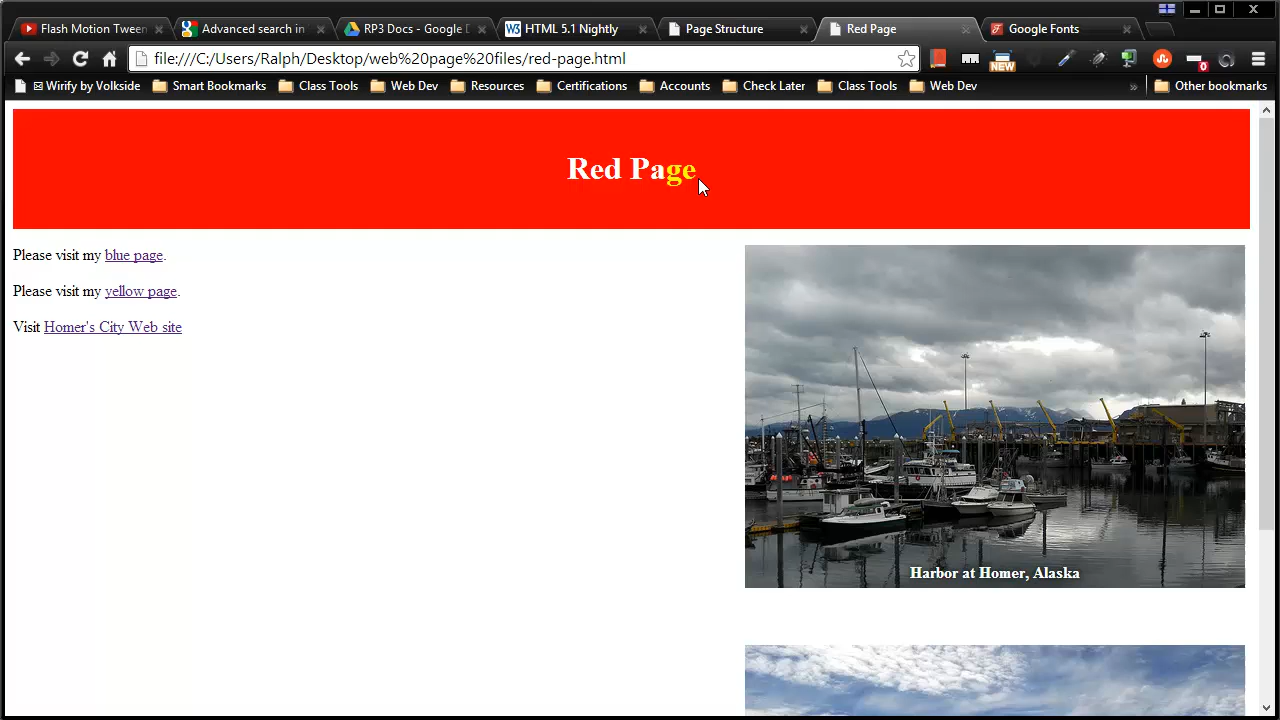 Flash Motion Tween
Advanced search in
RP3 Docs - Google D
HTML 5.1 Nightly
Page Structure
Red Page
Google Fonts
file:///C:/Users/Ralph/Desktop/web%20page%20files/red-page.html
NEW
0
Wirify by Volkside
Smart Bookmarks
Class Tools
Web Dev
Resources
Certifications
Accounts
Check Later
Class Tools
Web Dev
»
Other bookmarks
Red Page
Please visit my blue page.
Please visit my yellow page.
Visit Homer's City Web site
Harbor at Homer, Alaska